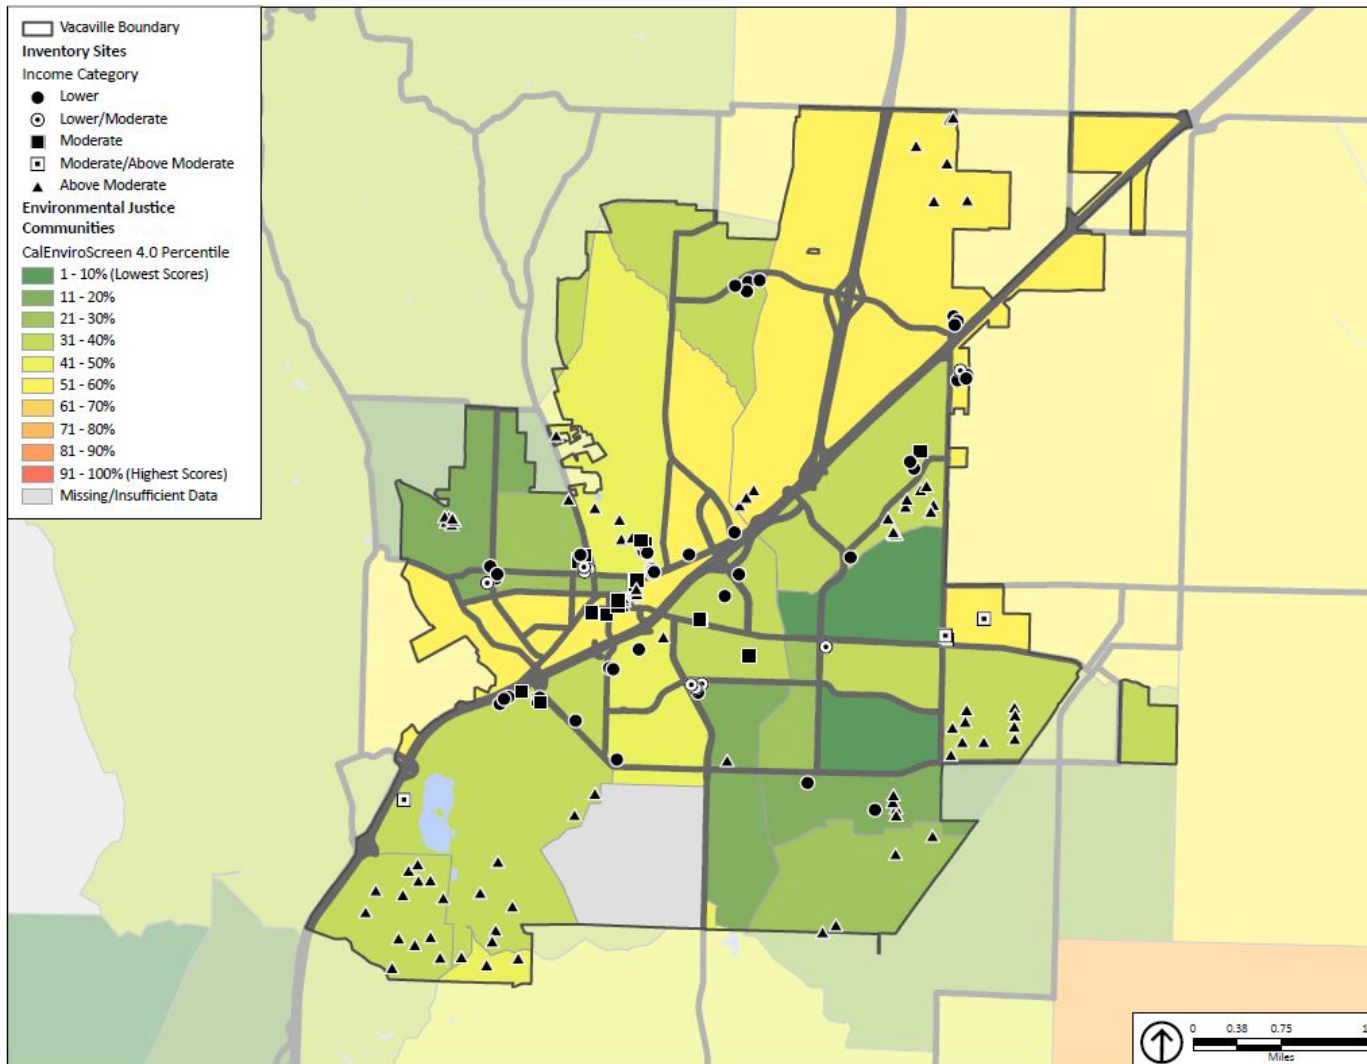 Vacaville Boundary
Inventory Sites
Income Category
Lower
Lower/Moderate
Moderate
Moderate/Above Moderate
Above Moderate
Environmental Justice
Communities
CalEnviroScreen 4.0 Percentile
1 - 10% (Lowest Scores)
11 - 20%
21 - 30%
31 - 40%
41 - 50%
51 - 60%
61 - 70%
71 - 80%
81 - 90%
91 - 100% (Highest Scores)
Missing/Insufficient Data
0 0.38 0.75 1
Miles